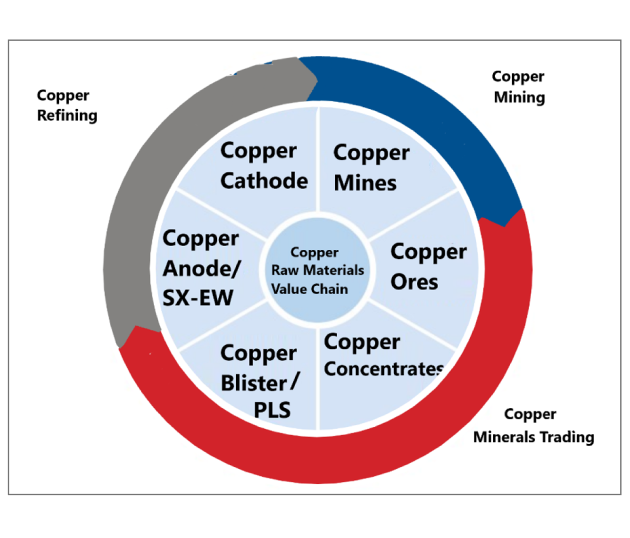 Copper
Refining
Copper
Mining
Copper
Cathode
Copper
Mines
Copper
Anode/
SX-EW
Copper
Raw Materials
Value Chain
Copper
Ores
Copper
Blister/
PLS
Copper
Concentrates
Copper
Minerals Trading